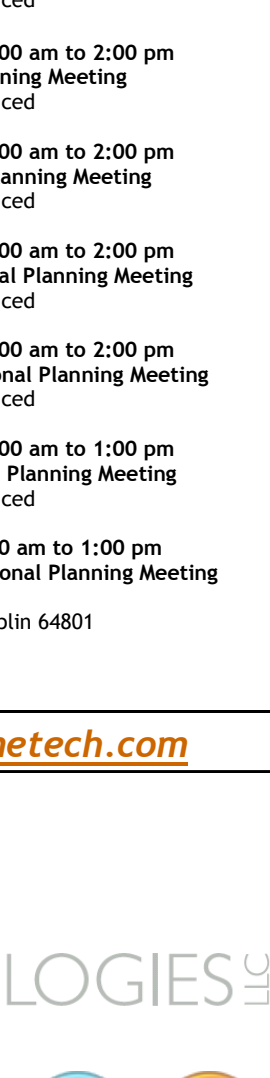 ced
00 am to 2:00 pm
ning Meeting
ced
00 am to 2:00 pm
anning Meeting
ced
00 am to 2:00 pm
al Planning Meeting
ced
00 am to 2:00 pm
onal Planning Meeting
ced
00 am to 1:00 pm
Planning Meeting
ced
0 am to 1:00 pm
onal Planning Meeting
plin 64801
netech.com
LOGIES LLC